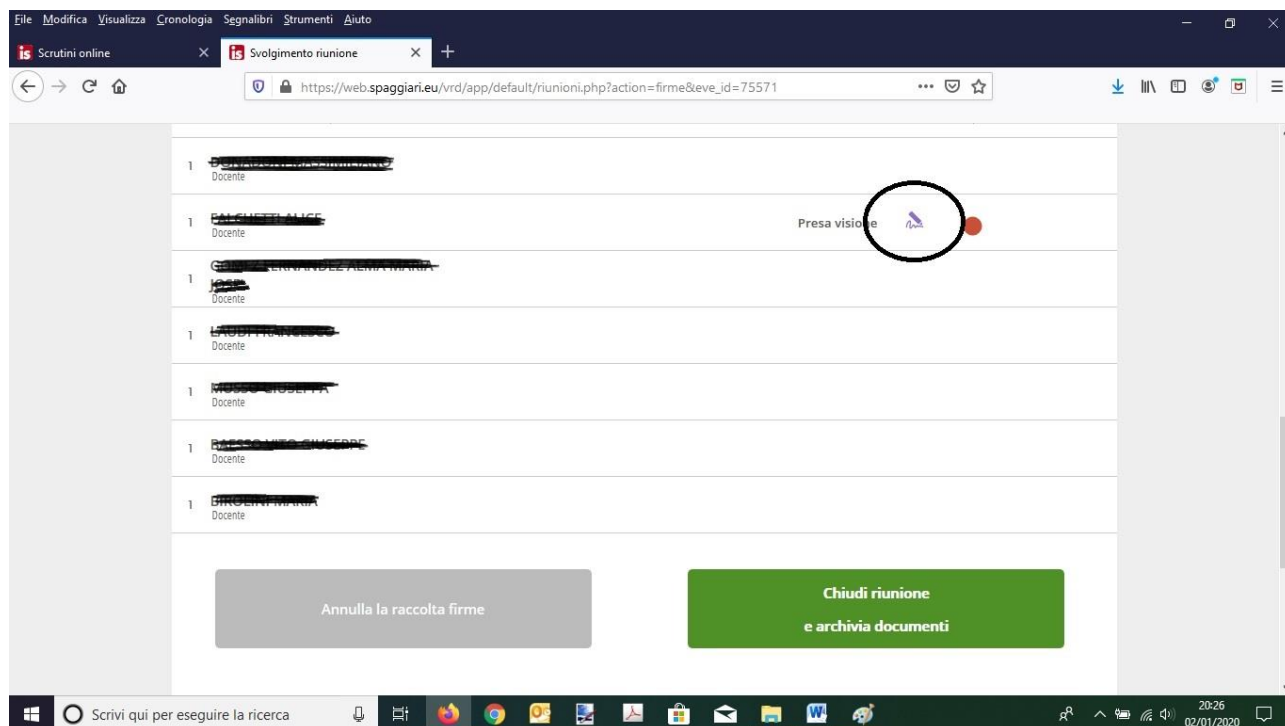 File Modifica Visualizza Cronologia Segnalibri Strumenti Aiuto
Scrutini online
Svolgimento riunione
https://web.spaggiari.eu/vrd/app/default/riunioni.php?action=firme&eve_id=75571
1
Docente
1
Docente
Presa visione
1
Docente
1
Docente
1
Docente
1
Docente
1
Docente
Annulla la raccolta firme
Chiudi riunione
e archivia documenti
Scrivi qui per eseguire la ricerca
20:26
02/01/2020